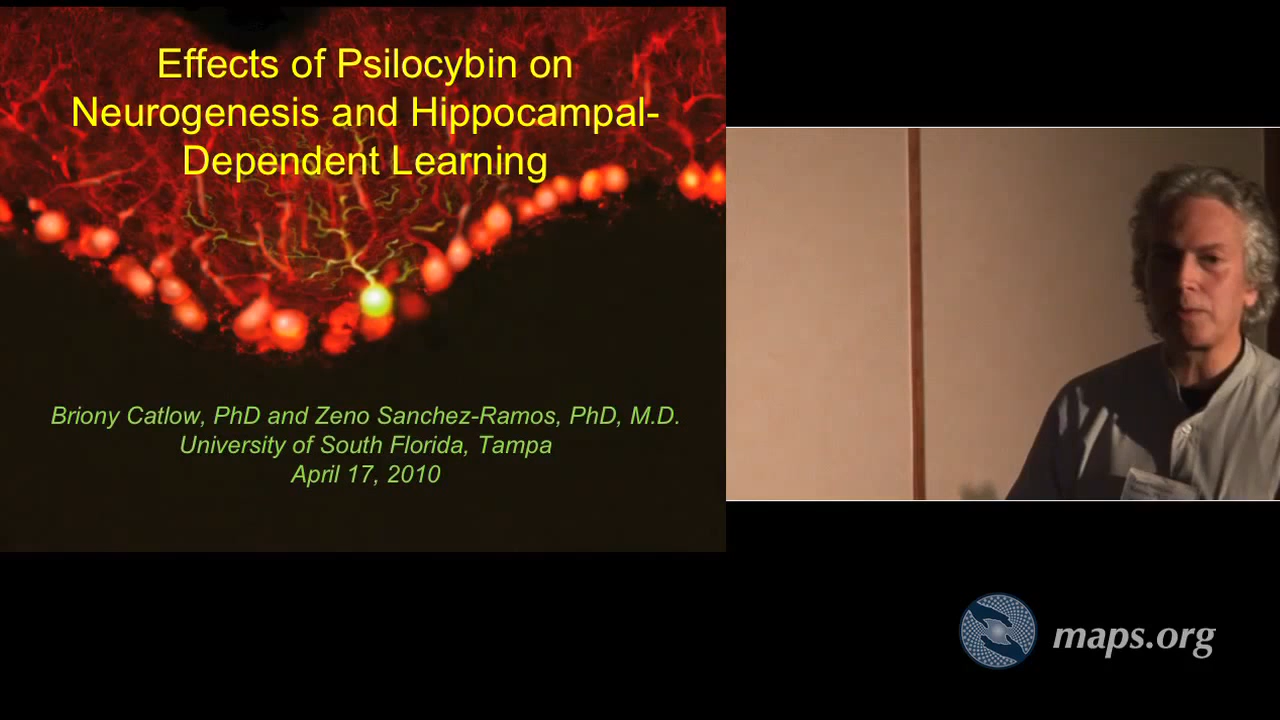 Effects of Psilocybin on
Neurogenesis and Hippocampal-
Dependent Learning
Briony Catlow, PhD and Zeno Sanchez-Ramos, PhD, M.D.
University of South Florida, Tampa
April 17, 2010
maps.org